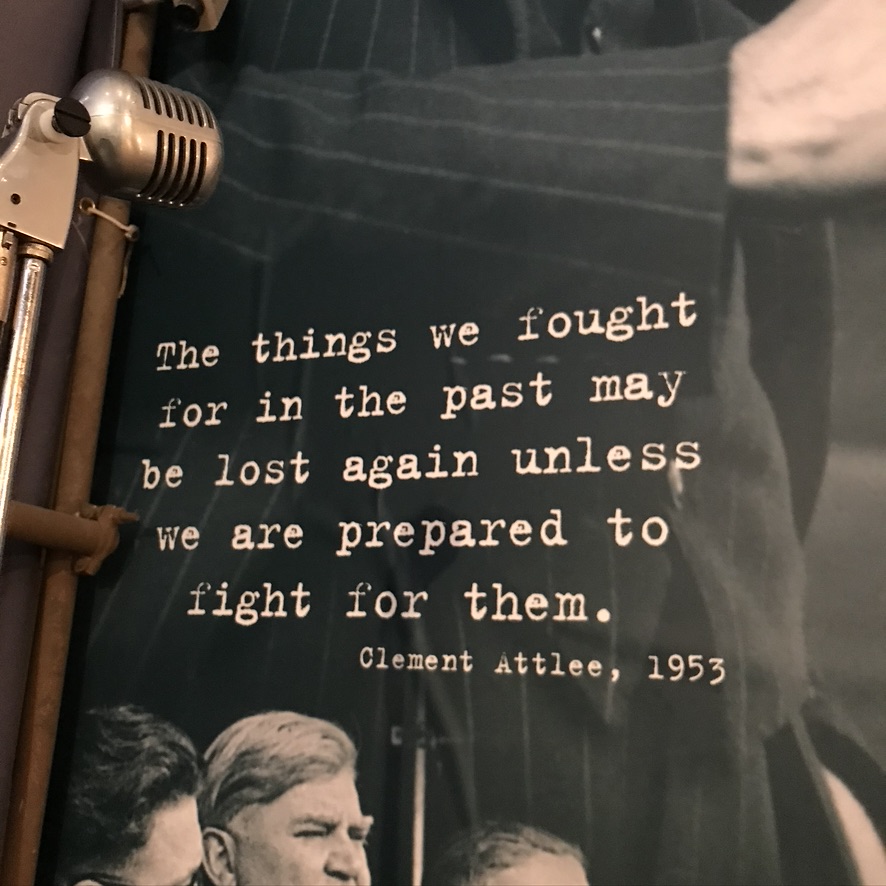 The things we fought
for in the past may
be lost again unless
we are prepared to
fight for them.
Clement Attlee, 1953